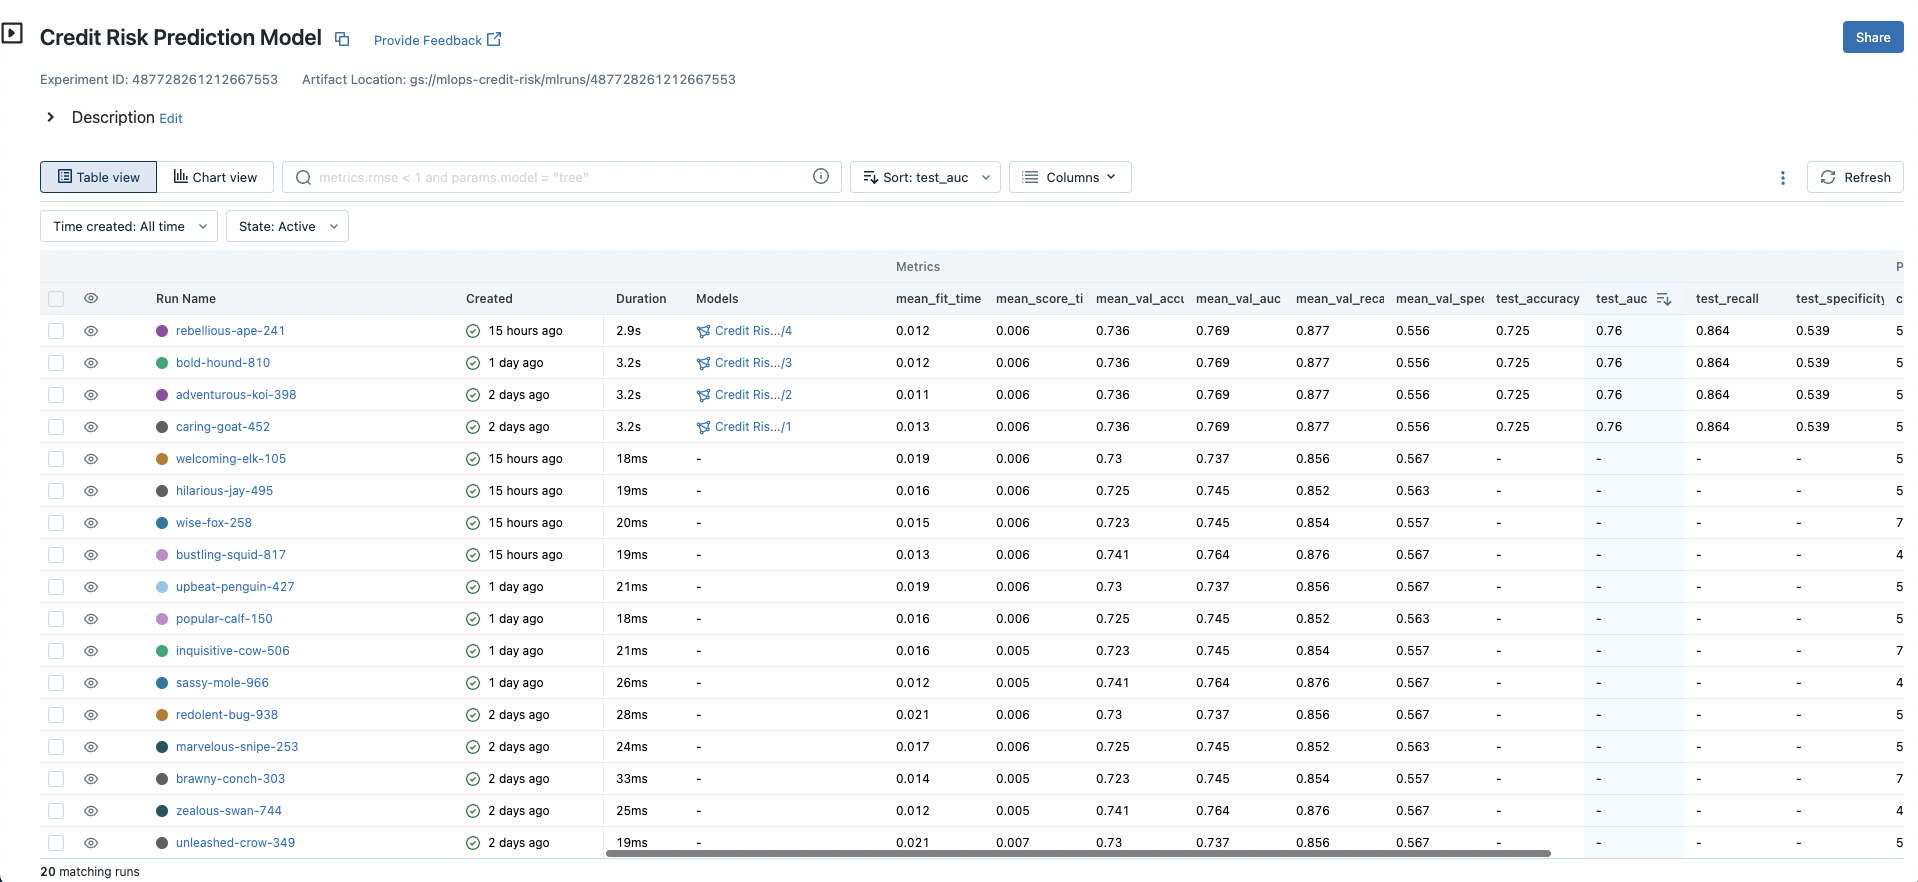 Credit Risk Prediction Model Provide Feedback Share
Experiment ID: 487728261212667553 Artifact Location: gs://mlops-credit-risk/mlruns/487728261212667553
Description Edit
Table view Chart view metrics.rmse < 1 and params.model = "tree" Sort: test_auc Columns Refresh
Time created: All time State: Active
Metrics P
Run Name Created Duration Models mean_fit_time mean_score_ti mean_val_accu mean_val_auc mean_val_reca mean_val_spec test_accuracy test_auc test_recall test_specificity c
rebellious-ape-241 15 hours ago 2.9s Credit Ris.../4 0.012 0.006 0.736 0.769 0.877 0.556 0.725 0.76 0.864 0.539 5
bold-hound-810 1 day ago 3.2s Credit Ris.../3 0.012 0.006 0.736 0.769 0.877 0.556 0.725 0.76 0.864 0.539 5
adventurous-koi-398 2 days ago 3.2s Credit Ris.../2 0.011 0.006 0.736 0.769 0.877 0.556 0.725 0.76 0.864 0.539 5
caring-goat-452 2 days ago 3.2s Credit Ris.../1 0.013 0.006 0.736 0.769 0.877 0.556 0.725 0.76 0.864 0.539 5
welcoming-elk-105 15 hours ago 18ms - 0.019 0.006 0.73 0.737 0.856 0.567 - - - - 5
hilarious-jay-495 15 hours ago 19ms - 0.016 0.006 0.725 0.745 0.852 0.563 - - - - 5
wise-fox-258 15 hours ago 20ms - 0.015 0.006 0.723 0.745 0.854 0.557 - - - - 7
bustling-squid-817 15 hours ago 19ms - 0.013 0.006 0.741 0.764 0.876 0.567 - - - - 4
upbeat-penguin-427 1 day ago 21ms - 0.019 0.006 0.73 0.737 0.856 0.567 - - - - 5
popular-calf-150 1 day ago 18ms - 0.016 0.006 0.725 0.745 0.852 0.563 - - - - 5
inquisitive-cow-506 1 day ago 21ms - 0.016 0.005 0.723 0.745 0.854 0.557 - - - - 7
sassy-mole-966 1 day ago 26ms - 0.012 0.005 0.741 0.764 0.876 0.567 - - - - 4
redolent-bug-938 2 days ago 28ms - 0.021 0.006 0.73 0.737 0.856 0.567 - - - - 5
marvelous-snipe-253 2 days ago 24ms - 0.017 0.006 0.725 0.745 0.852 0.563 - - - - 5
brawny-conch-303 2 days ago 33ms - 0.014 0.005 0.723 0.745 0.854 0.557 - - - - 7
zealous-swan-744 2 days ago 25ms - 0.012 0.005 0.741 0.764 0.876 0.567 - - - - 4
unleashed-crow-349 2 days ago 19ms - 0.021 0.007 0.73 0.737 0.856 0.567 - - - - 5
20 matching runs